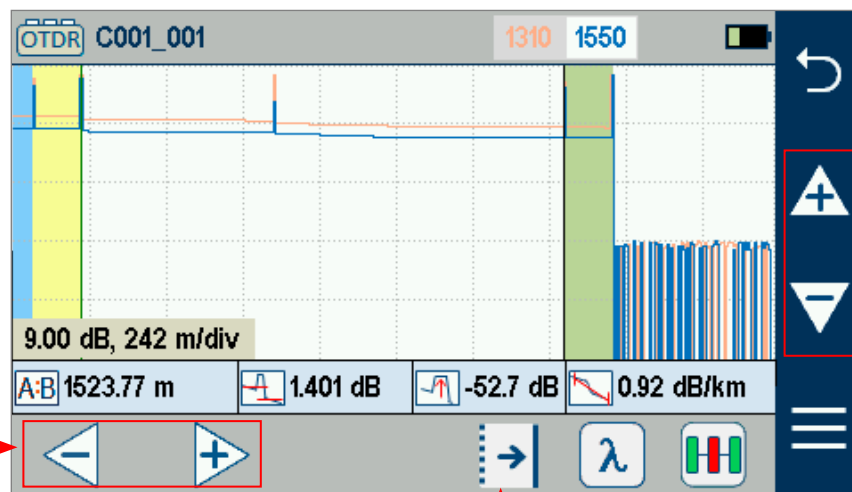 OTDR C001_001 1310 1550
9.00 dB, 242 m/div
A:B 1523.77 m 1.401 dB -52.7 dB 0.92 dB/km
λ